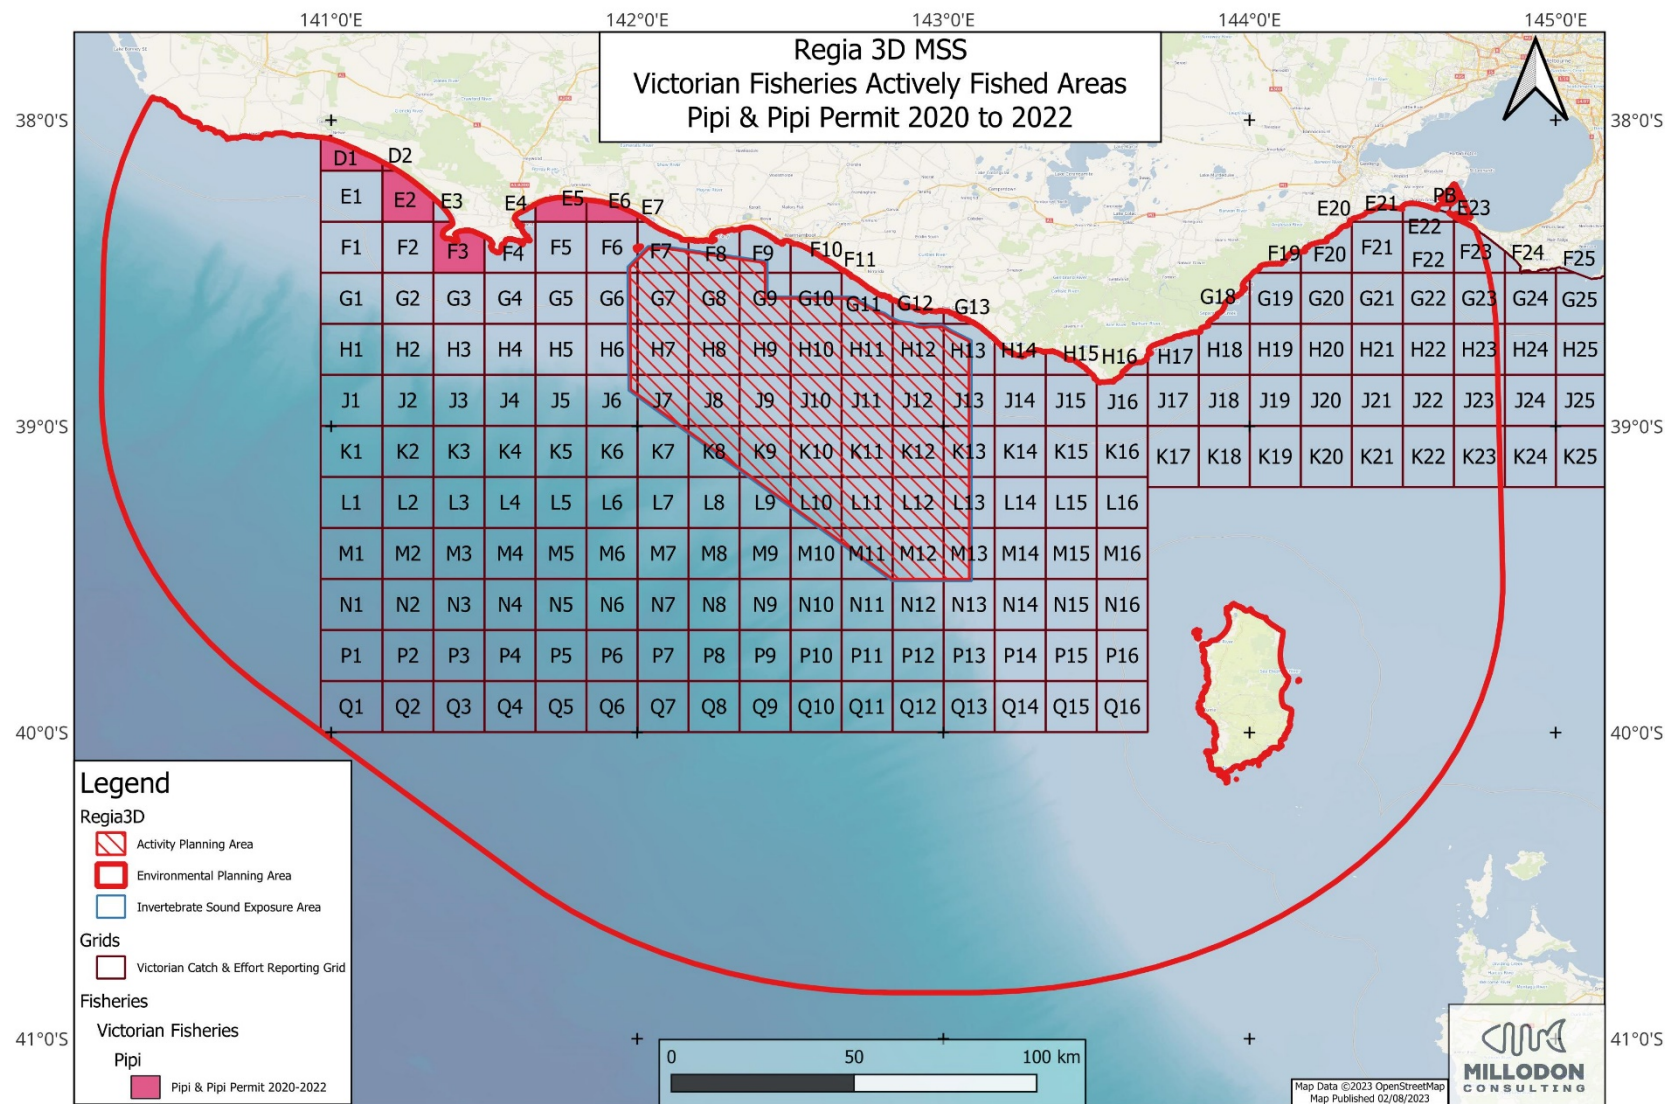 141°0'E 142°0'E 143°0'E 144°0'E 145°0'E
Regia 3D MSS
Victorian Fisheries Actively Fished Areas
Pipi & Pipi Permit 2020 to 2022
38°0'S 38°0'S
D1 D2
E1 E2 E3 E4 E5 E6 E7 E20 E21 E22 PB E23
F1 F2 F3 F4 F5 F6 F7 F8 F9 F10 F11 F19 F20 F21 F22 F23 F24 F25
G1 G2 G3 G4 G5 G6 G7 G8 G9 G10 G11 G12 G13 G18 G19 G20 G21 G22 G23 G24 G25
H1 H2 H3 H4 H5 H6 H7 H8 H9 H10 H11 H12 H13 H14 H15 H16 H17 H18 H19 H20 H21 H22 H23 H24 H25
J1 J2 J3 J4 J5 J6 J7 J8 J9 J10 J11 J12 J13 J14 J15 J16 J17 J18 J19 J20 J21 J22 J23 J24 J25
39°0'S 39°0'S
K1 K2 K3 K4 K5 K6 K7 K8 K9 K10 K11 K12 K13 K14 K15 K16 K17 K18 K19 K20 K21 K22 K23 K24 K25
L1 L2 L3 L4 L5 L6 L7 L8 L9 L10 L11 L12 L13 L14 L15 L16
M1 M2 M3 M4 M5 M6 M7 M8 M9 M10 M11 M12 M13 M14 M15 M16
N1 N2 N3 N4 N5 N6 N7 N8 N9 N10 N11 N12 N13 N14 N15 N16
P1 P2 P3 P4 P5 P6 P7 P8 P9 P10 P11 P12 P13 P14 P15 P16
Q1 Q2 Q3 Q4 Q5 Q6 Q7 Q8 Q9 Q10 Q11 Q12 Q13 Q14 Q15 Q16
40°0'S 40°0'S
Legend
Regia3D
Activity Planning Area
Environmental Planning Area
Invertebrate Sound Exposure Area
Grids
Victorian Catch & Effort Reporting Grid
Fisheries
Victorian Fisheries
Pipi
Pipi & Pipi Permit 2020-2022
41°0'S 41°0'S
0 50 100 km
Map Data ©2023 OpenStreetMap
Map Published 02/08/2023
MILLODON
CONSULTING